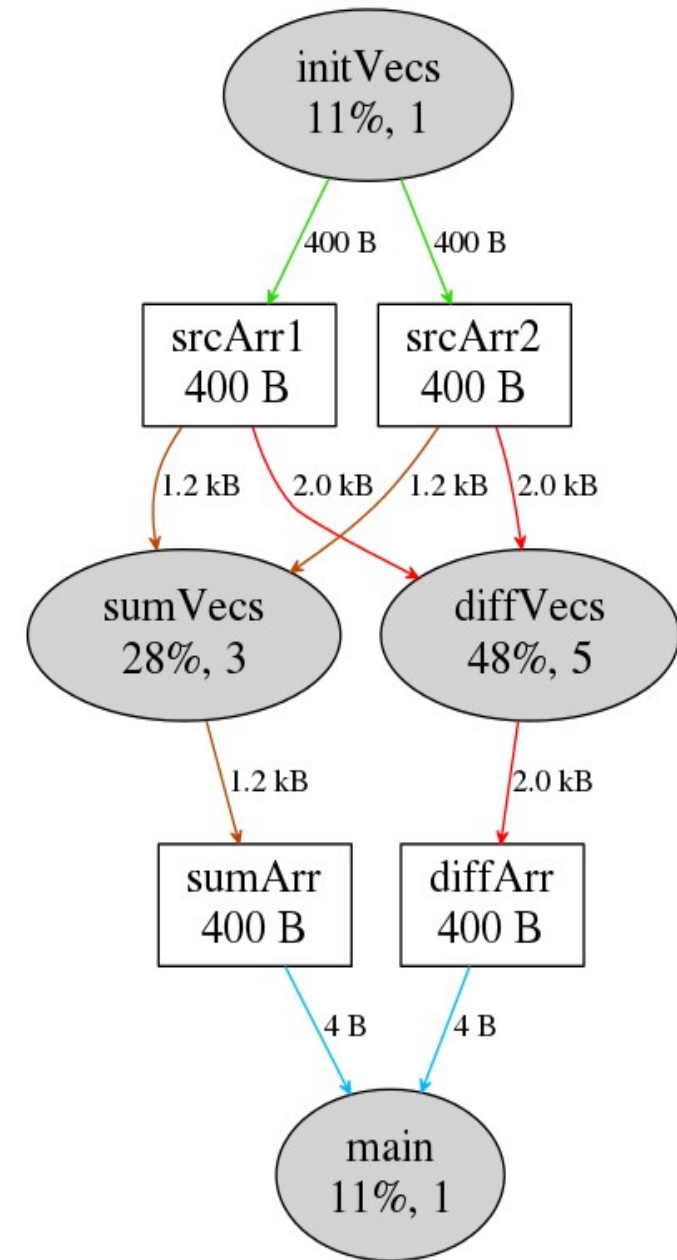 initVecs
11%, 1
400 B
400 B
srcArr1
400 B
srcArr2
400 B
1.2 kB
2.0 kB
1.2 kB
2.0 kB
sumVecs
28%, 3
diffVecs
48%, 5
1.2 kB
2.0 kB
sumArr
400 B
diffArr
400 B
4 B
4 B
main
11%, 1